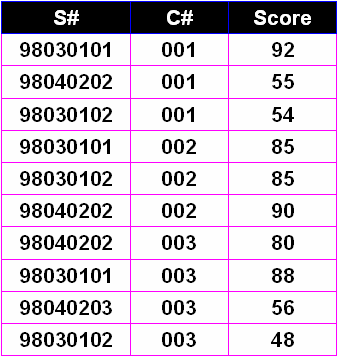 S# C# Score
98030101 001 92
98040202 001 55
98030102 001 54
98030101 002 85
98030102 002 85
98040202 002 90
98040202 003 80
98030101 003 88
98040203 003 56
98030102 003 48